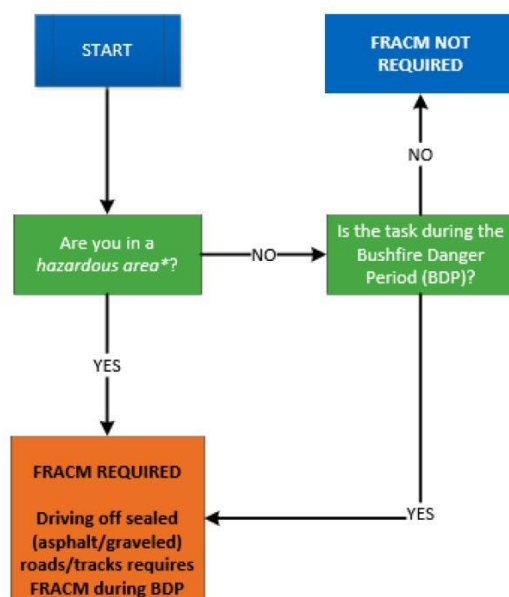 START
FRACM NOT
REQUIRED
NO
Are you in a
hazardous area*?
NO
Is the task during the
Bushfire Danger
Period (BDP)?
YES
FRACM REQUIRED
Driving off sealed
(asphalt/graveled)
roads/tracks requires
FRACM during BDP
YES